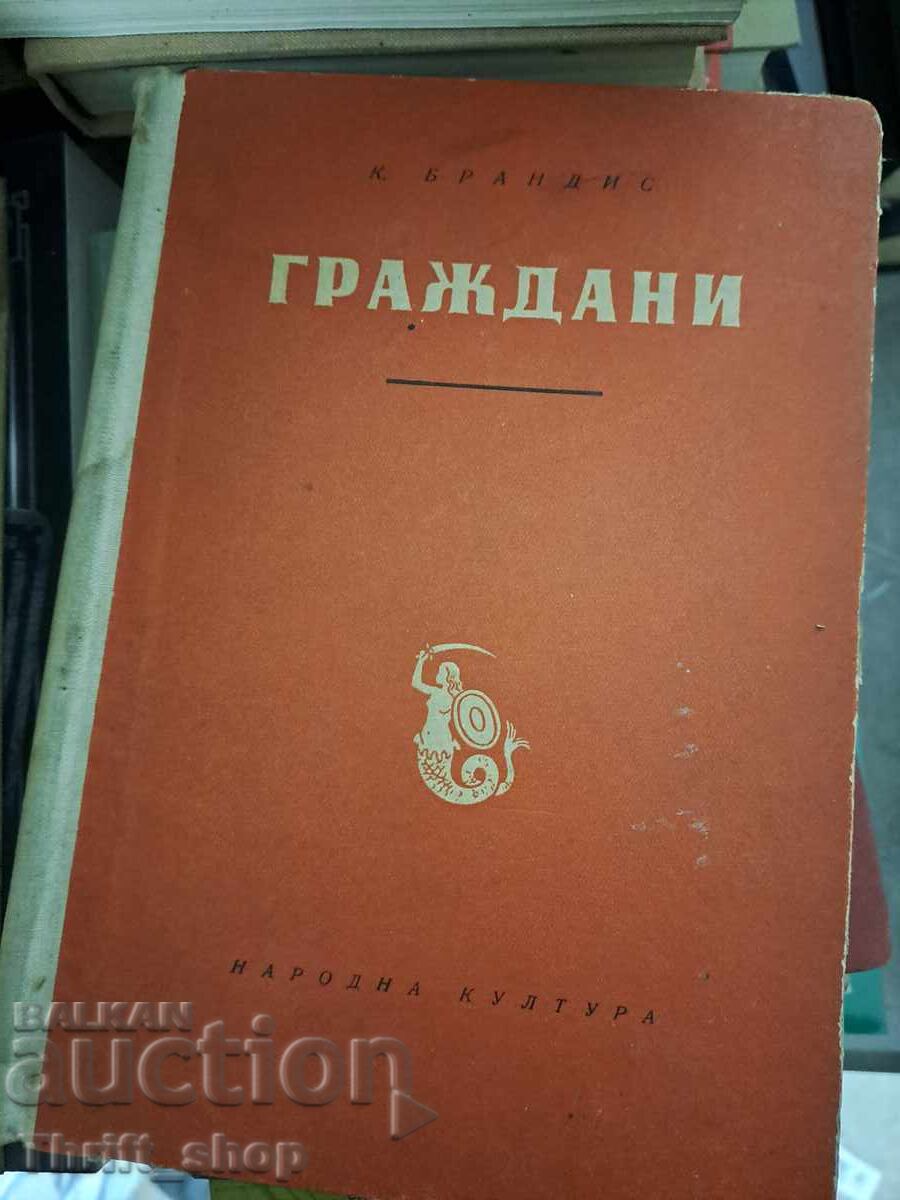 К. БРАНДИС
ГРАЖДАНИ
НАРОДНА КУЛТУРА
BALKAN
auction
Thrift_shop